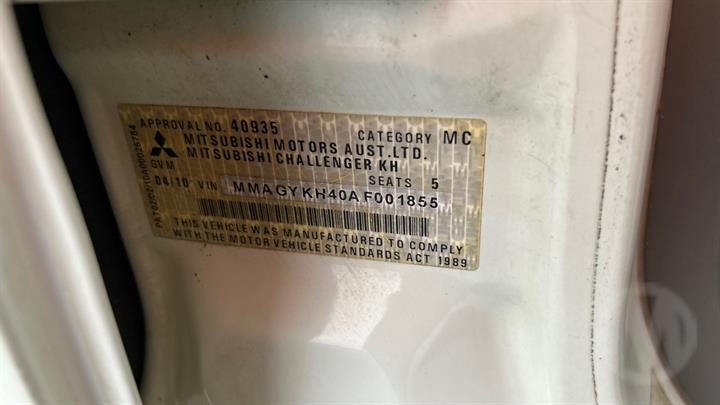 APPROVAL NO. 40935 CATEGORY MC
MITSUBISHI MOTORS AUST.LTD.
MITSUBISHI CHALLENGER KH
GVM R
04/10 VIN SEATS 5
MMAGYKH40AF001855
THIS VEHICLE WAS MANUFACTURED TO COMPLY
WITH THE MOTOR VEHICLE STANDARDS ACT 1989